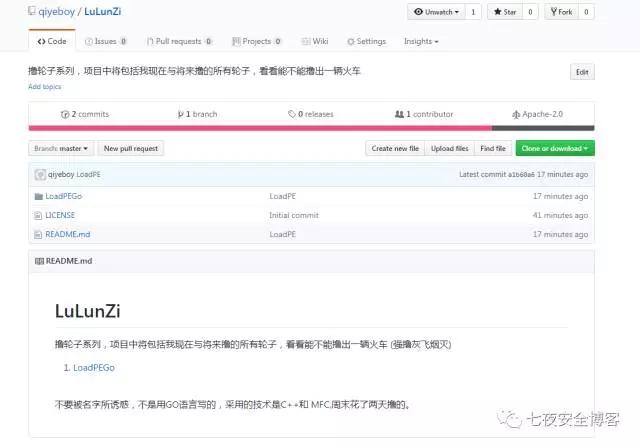 qiyeboy / LuLunZi
Unwatch 1 Star 0 Fork 0
Code Issues 0 Pull requests 0 Projects 0 Wiki Settings Insights
撸轮子系列，项目中将包括我现在与将来撸的所有轮子，看看能不能撸出一辆火车 Edit
Add topics
2 commits 1 branch 0 releases 1 contributor Apache-2.0
Branch: master New pull request Create new file Upload files Find file Clone or download
qiyeboy LoadPE Latest commit a1b68a6 17 minutes ago
LoadPEGo LoadPE 17 minutes ago
LICENSE Initial commit 41 minutes ago
README.md LoadPE 17 minutes ago
README.md
LuLunZi
撸轮子系列，项目中将包括我现在与将来撸的所有轮子，看看能不能撸出一辆火车 (强撸灰飞烟灭)
1. LoadPEGo
不要被名字所诱惑，不是用GO语言写的，采用的技术是C++和 MFC,周末花了两天撸的。
七夜安全博客